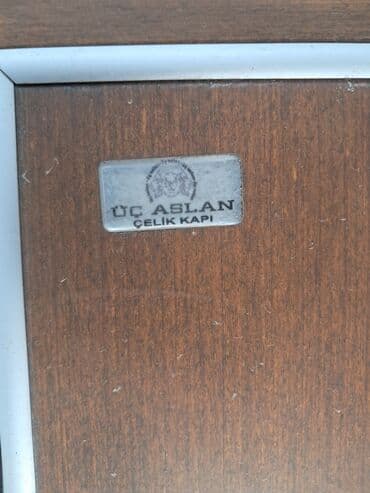 ÜÇ ASLAN
ÇELİK KAPI